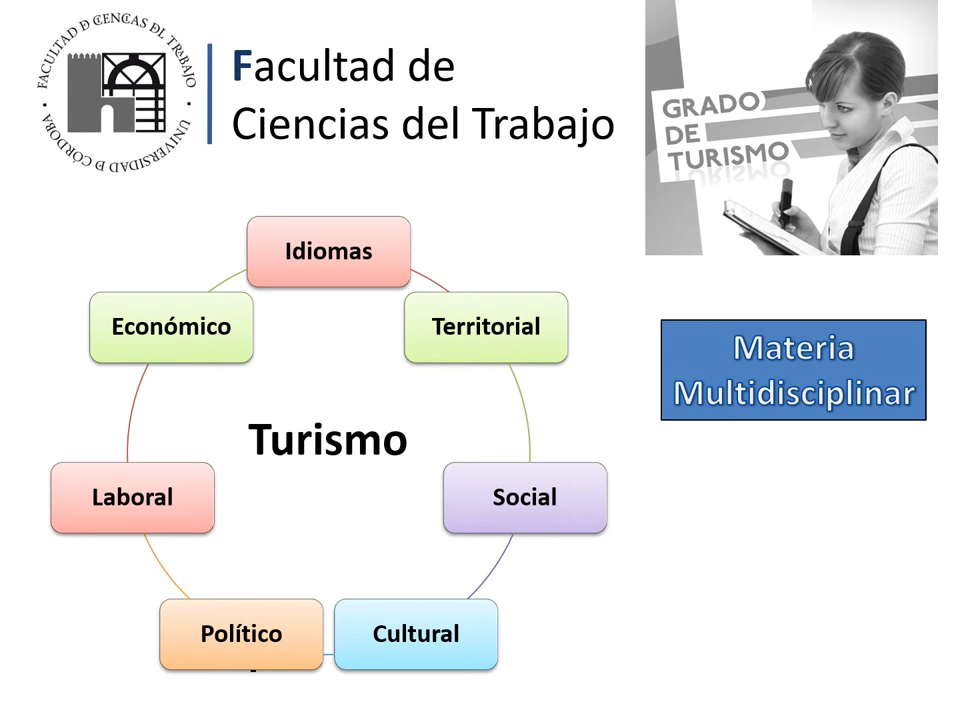 FACULTAD D CENCAS DL TRABAJO • UNIVERSIDAD D CÓRDOBA •
Facultad de
Ciencias del Trabajo
GRADO
DE
TURISMO
Idiomas
Económico
Territorial
Materia
Multidisciplinar
Turismo
Laboral
Social
Político
Cultural
-